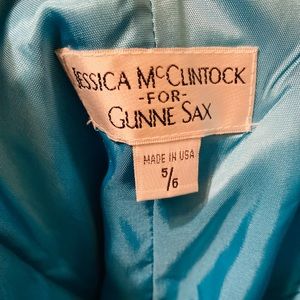 JESSICA McCLINTOCK
-FOR-
GUNNE SAX
MADE IN USA
5/6